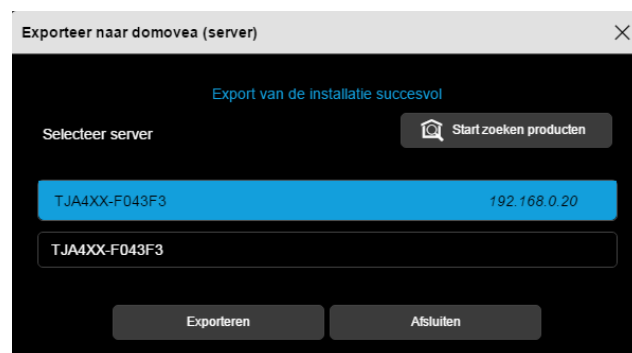 Exporteer naar domovea (server)
Export van de installatie succesvol
Selecteer server
Start zoeken producten
TJA4XX-F043F3 192.168.0.20
TJA4XX-F043F3
Exporteren Afsluiten